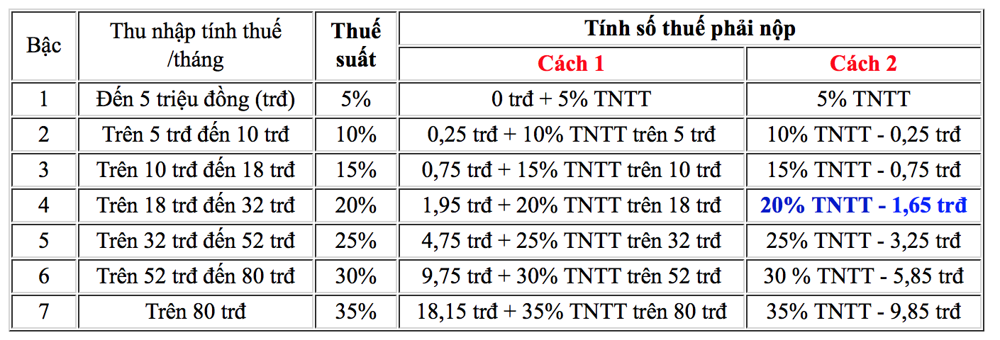 Bậc
Thu nhập tính thuế
/tháng
Thuế
suất
Tính số thuế phải nộp
Cách 1
Cách 2
1
Đến 5 triệu đồng (trđ)
5%
0 trđ + 5% TNTT
5% TNTT
2
Trên 5 trđ đến 10 trđ
10%
0,25 trđ + 10% TNTT trên 5 trđ
10% TNTT - 0,25 trđ
3
Trên 10 trđ đến 18 trđ
15%
0,75 trđ + 15% TNTT trên 10 trđ
15% TNTT - 0,75 trđ
4
Trên 18 trđ đến 32 trđ
20%
1,95 trđ + 20% TNTT trên 18 trđ
20% TNTT - 1,65 trđ
5
Trên 32 trđ đến 52 trđ
25%
4,75 trđ + 25% TNTT trên 32 trđ
25% TNTT - 3,25 trđ
6
Trên 52 trđ đến 80 trđ
30%
9,75 trđ + 30% TNTT trên 52 trđ
30 % TNTT - 5,85 trđ
7
Trên 80 trđ
35%
18,15 trđ + 35% TNTT trên 80 trđ
35% TNTT - 9,85 trđ